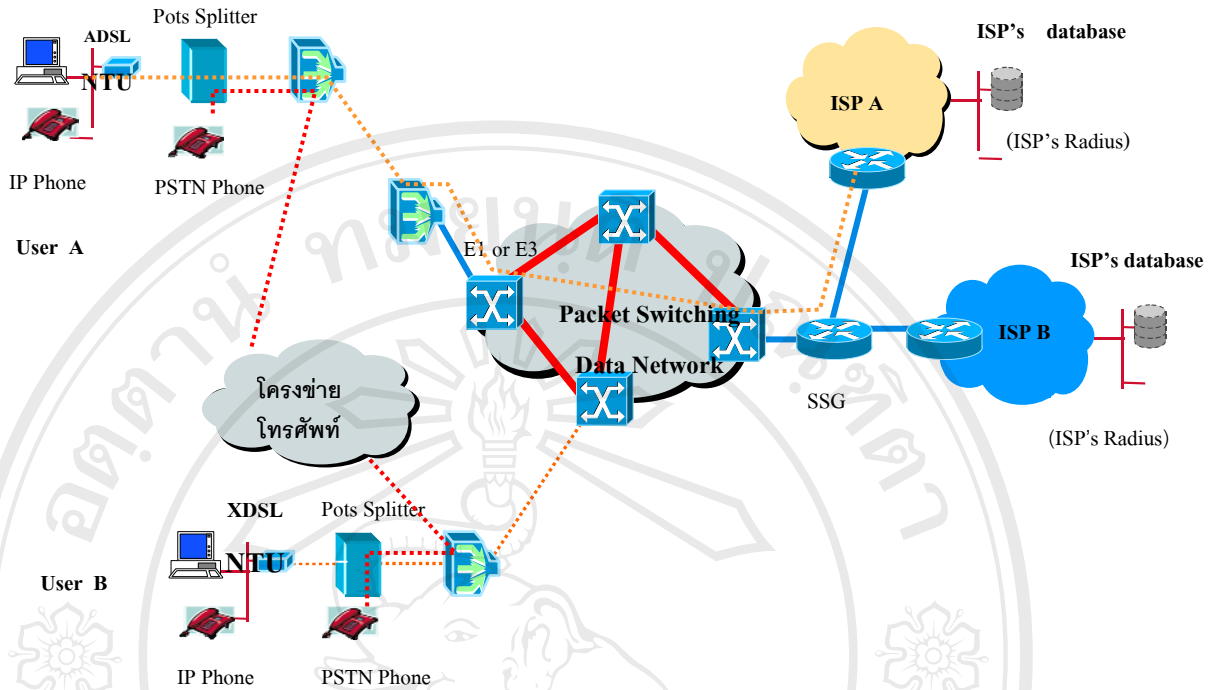 Pots Splitter
ADSL
NTU
IP Phone
PSTN Phone
User A
E1 or E3
Packet Switching
Data Network
ISP A
ISP's database
(ISP's Radius)
ISP's database
ISP B
SSG
(ISP's Radius)
โครงข่าย
โทรศัพท์
XDSL
Pots Splitter
NTU
User B
IP Phone
PSTN Phone